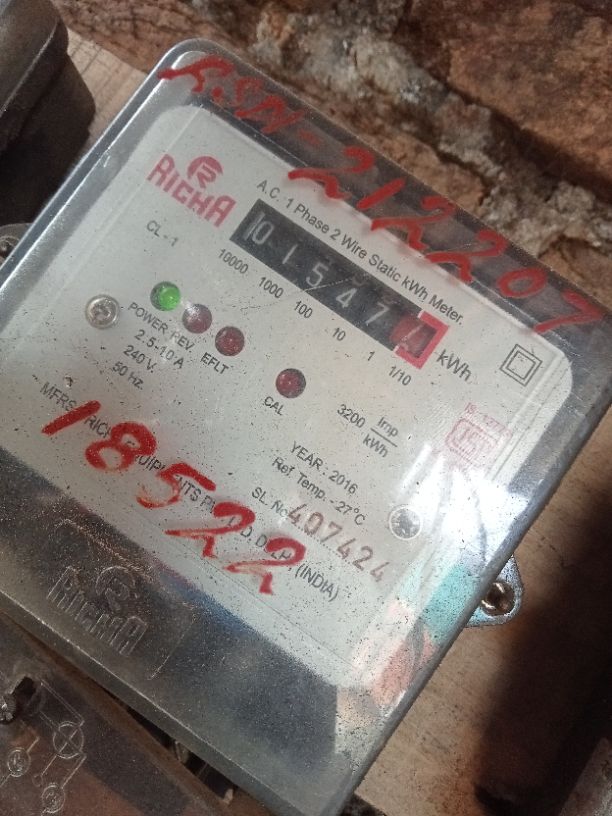 R.S.N-212207
RICHA
A.C. 1 Phase 2 Wire Static kWh Meter.
CL-1
01547
kWh
10000 1000 100 10 1 1/10
POWER REV. EFLT
2.5-10 A
240 V.
50 hz
CAL
3200 Imp
kWh
18522
YEAR : 2016
Ref. Temp. - 27°C
SL. No. 407424
MFRS. RICHA (INDIA)
RICHA